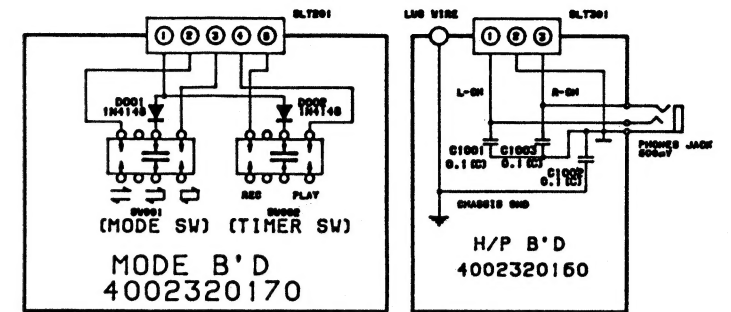 SLT201
① ② ③ ④ ⑤
D001
1N4148
D002
1N4148
REC PLAY
SW001
SW002
(MODE SW) (TIMER SW)
MODE B'D
4002320170
LUG WIRE
SLT301
① ② ③
L-CH
R-CH
C1001
0.1(C)
C1003
0.1(C)
C1002
0.1(C)
PHONES JACK
CHASSIS GND
H/P B'D
4002320160